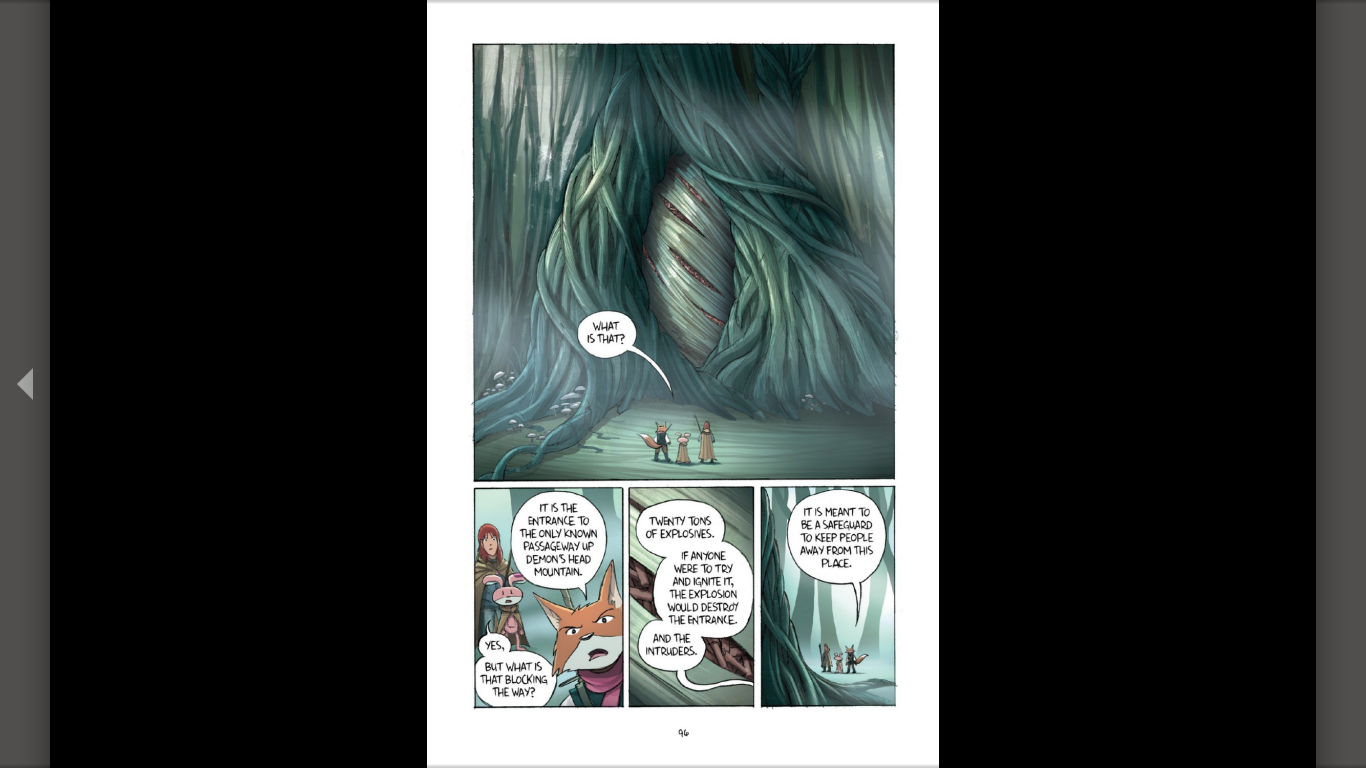 WHAT
IS THAT?
IT IS THE
ENTRANCE TO
THE ONLY KNOWN
PASSAGEWAY UP
DEMON'S HEAD
MOUNTAIN.
YES,
BUT WHAT IS
THAT BLOCKING
THE WAY?
TWENTY TONS
OF EXPLOSIVES.
IF ANYONE
WERE TO TRY
AND IGNITE IT,
THE EXPLOSION
WOULD DESTROY
THE ENTRANCE.
AND THE
INTRUDERS.
IT IS MEANT TO
BE A SAFEGUARD
TO KEEP PEOPLE
AWAY FROM THIS
PLACE.
96